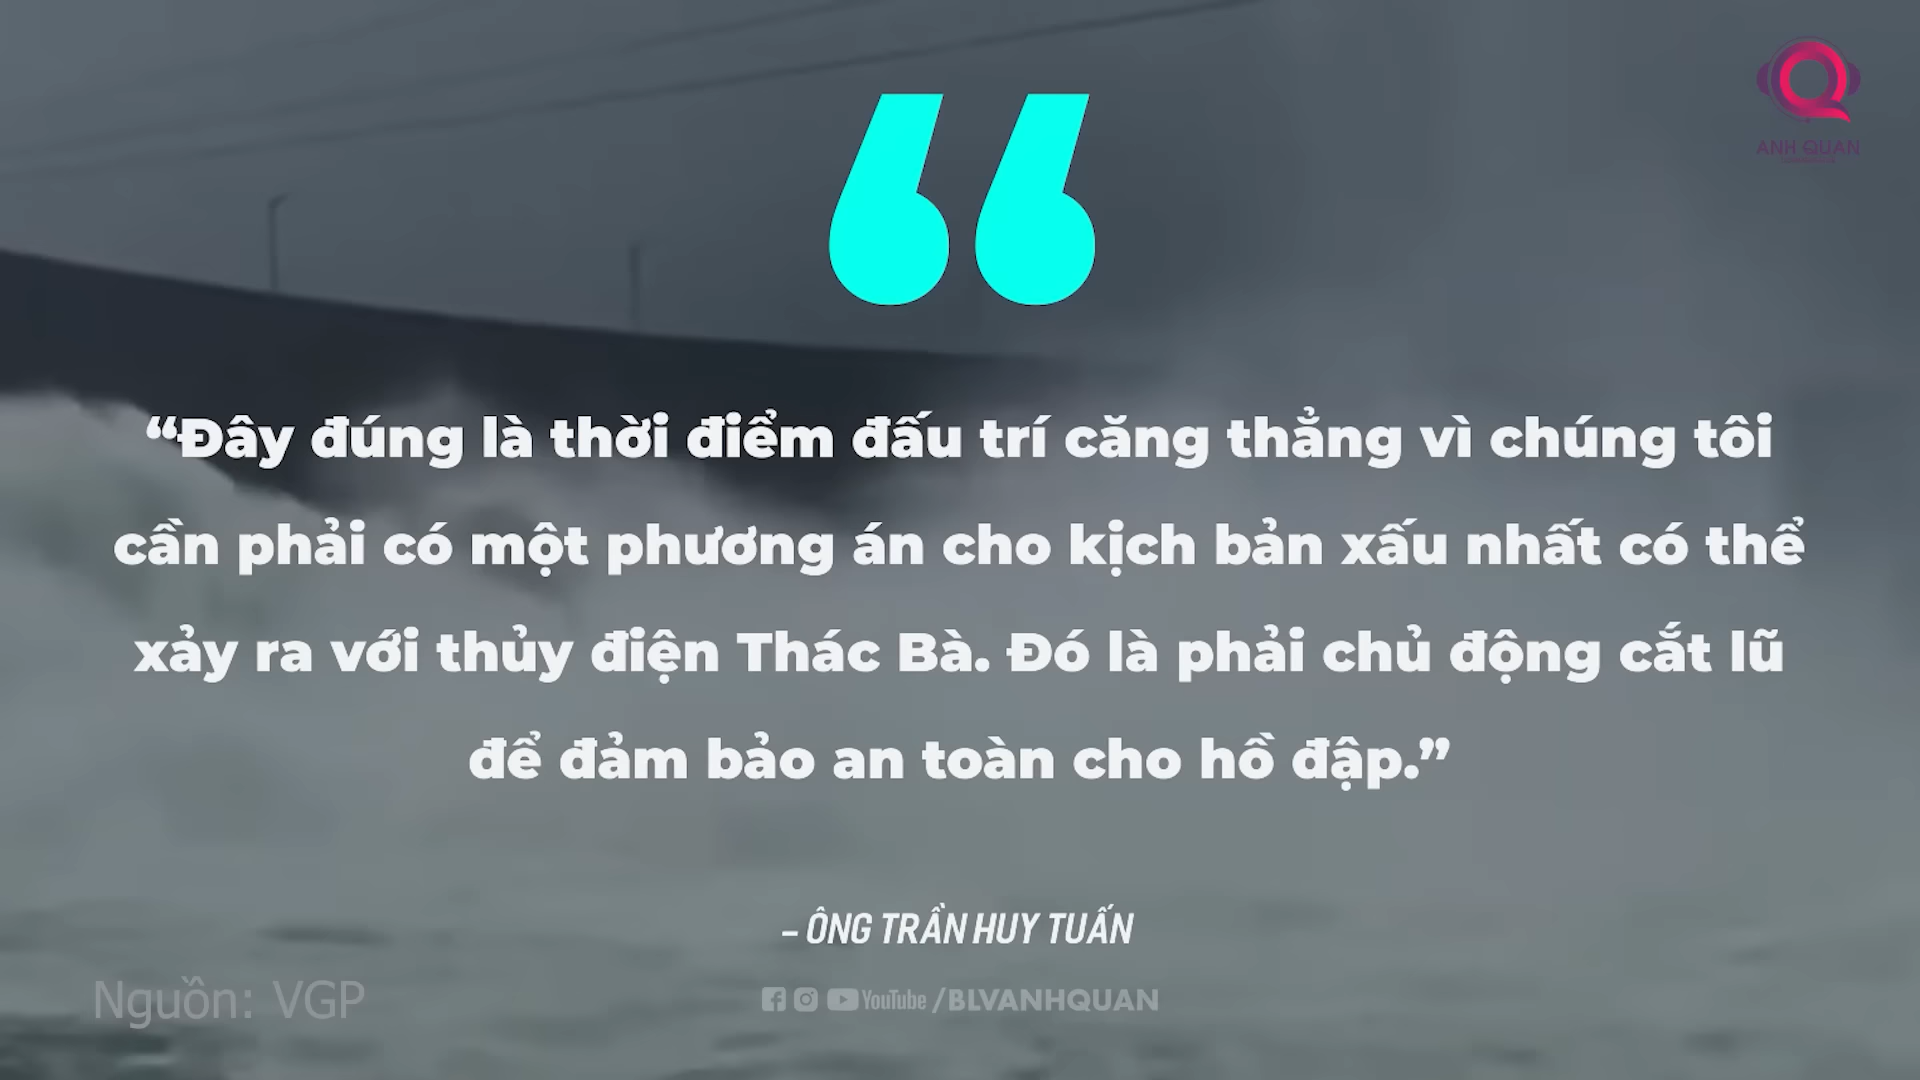 ANH QUAN
“Đây đúng là thời điểm đấu trí căng thẳng vì chúng tôi
cần phải có một phương án cho kịch bản xấu nhất có thể
xảy ra với thủy điện Thác Bà. Đó là phải chủ động cắt lũ
để đảm bảo an toàn cho hồ đập.”
– ÔNG TRẦN HUY TUẤN
Nguồn: VGP
YouTube /BLVANHQUAN